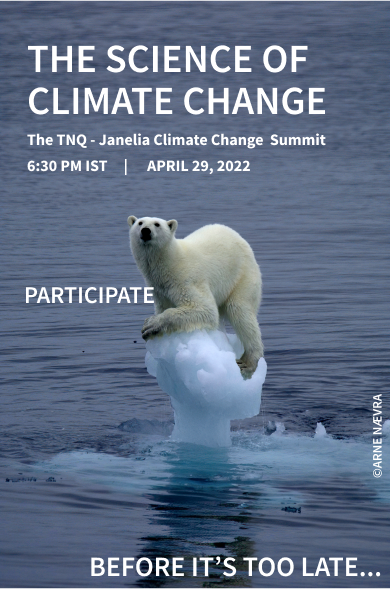 THE SCIENCE OF
CLIMATE CHANGE
The TNQ - Janelia Climate Change Summit
6:30 PM IST | APRIL 29, 2022
PARTICIPATE
©ARNE NÆVRA
BEFORE IT’S TOO LATE...